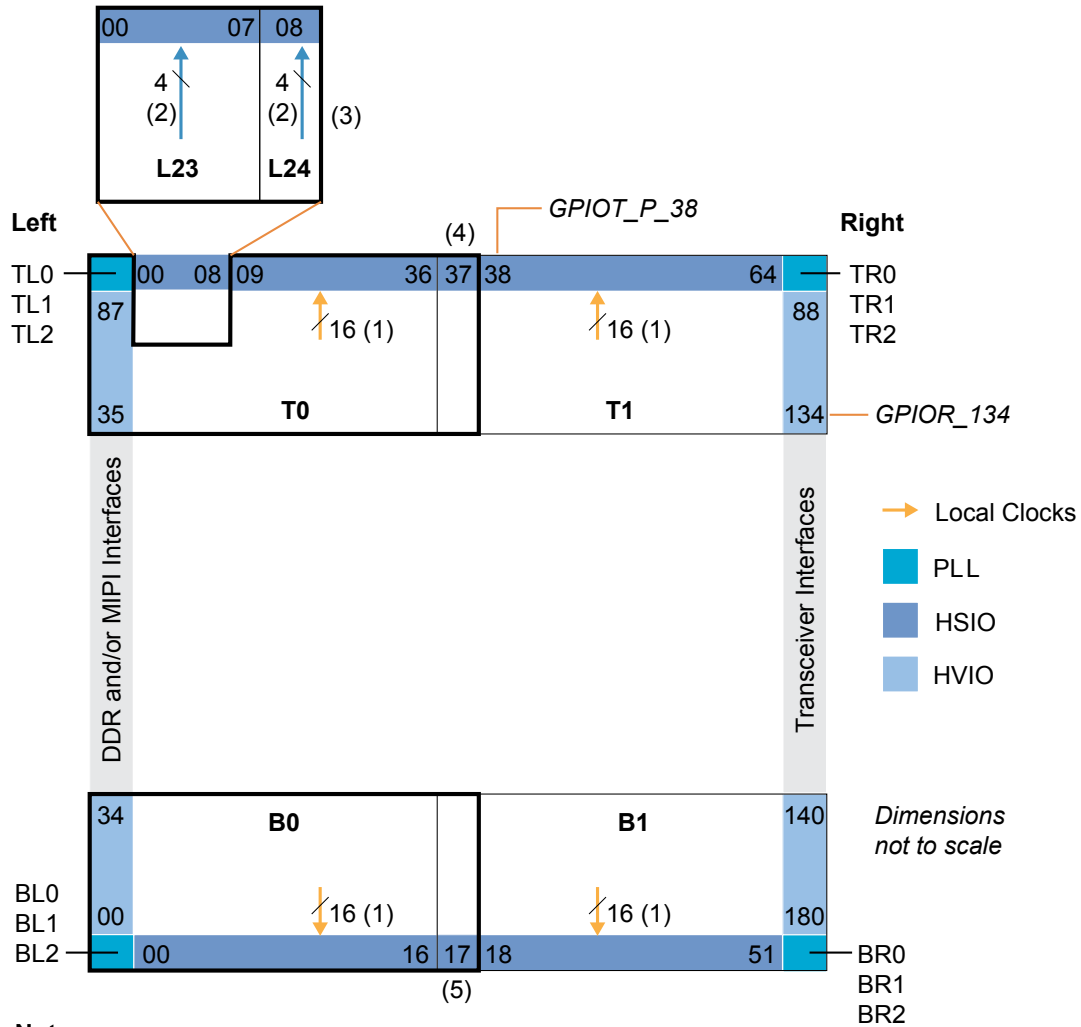 00 07 08
4 4
(2) (2) (3)
L23 L24
Left GPIOT_P_38 Right
(4)
TL0 00 08 09 36 37 38 64 TR0
TL1 87 88 TR1
TL2 16 (1) 16 (1) TR2
35 T0 T1 134 GPIOR_134
DDR and/or MIPI Interfaces
Transceiver Interfaces
Local Clocks
PLL
HSIO
HVIO
34 B0 B1 140 Dimensions
not to scale
BL0
BL1 00 16 (1) 16 (1) 180
BL2 00 16 17 18 51 BR0
(5) BR1
BR2